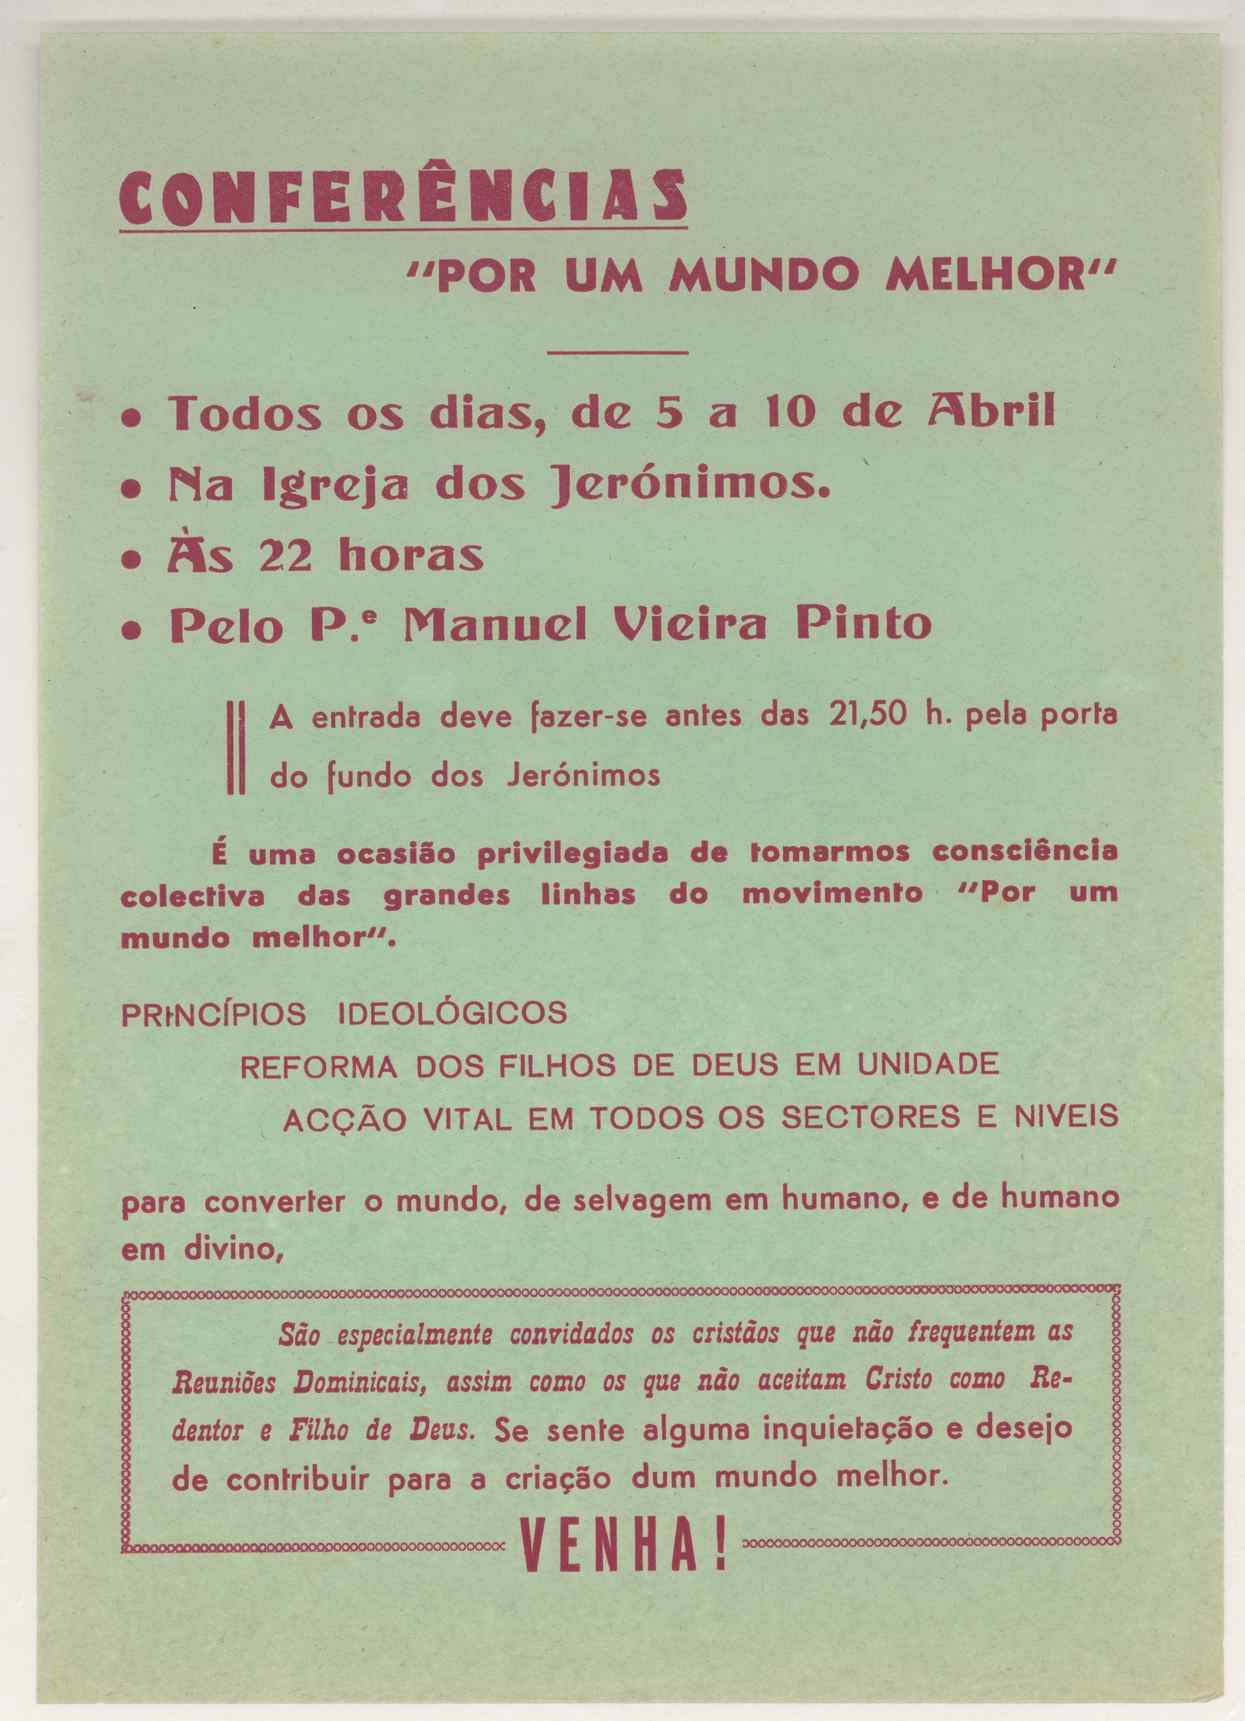 CONFERÊNCIAS
"POR UM MUNDO MELHOR"
• Todos os dias, de 5 a 10 de Abril
• Na Igreja dos Jerónimos.
• Às 22 horas
• Pelo P.e Manuel Vieira Pinto
A entrada deve fazer-se antes das 21,50 h. pela porta
do fundo dos Jerónimos
É uma ocasião privilegiada de tomarmos consciência
colectiva das grandes linhas do movimento "Por um
mundo melhor".
PRINCÍPIOS IDEOLÓGICOS
REFORMA DOS FILHOS DE DEUS EM UNIDADE
ACÇÃO VITAL EM TODOS OS SECTORES E NIVEIS
para converter o mundo, de selvagem em humano, e de humano
em divino,
São especialmente convidados os cristãos que não frequentem as
Reuniões Dominicais, assim como os que não aceitam Cristo como Re-
dentor e Filho de Deus. Se sente alguma inquietação e desejo
de contribuir para a criação dum mundo melhor.
VENHA!